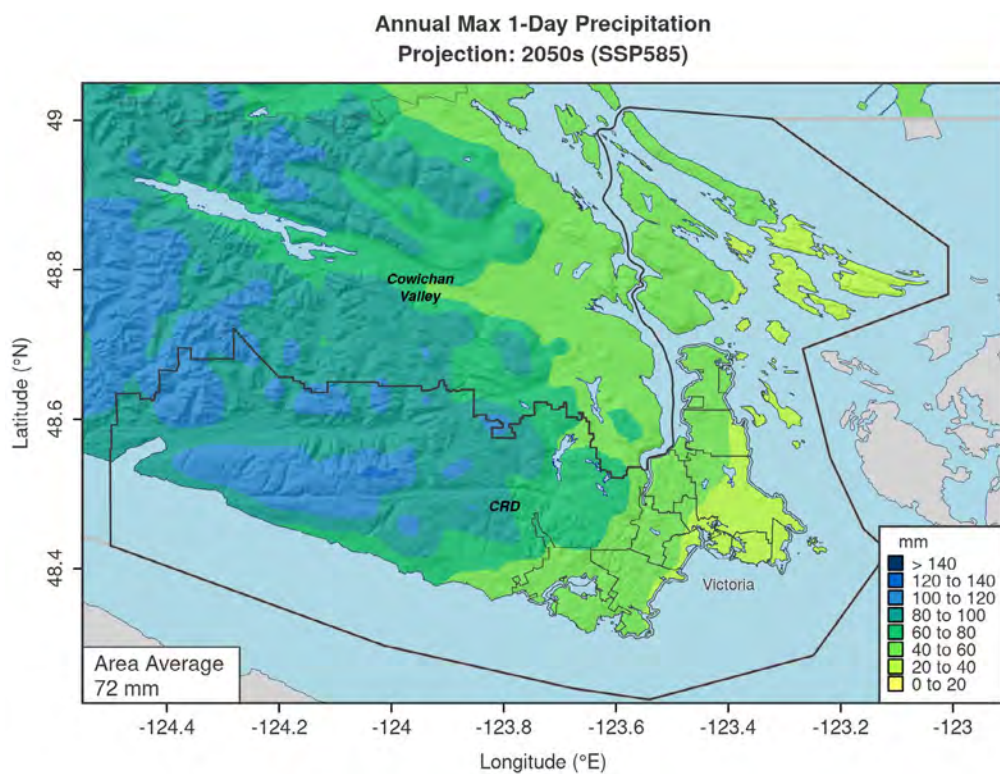 Annual Max 1-Day Precipitation
Projection: 2050s (SSP585)
49
48.8
48.6
48.4
Latitude (°N)
Cowichan
Valley
CRD
Victoria
mm
> 140
120 to 140
100 to 120
80 to 100
60 to 80
40 to 60
20 to 40
0 to 20
Area Average
72 mm
-124.4
-124.2
-124
-123.8
-123.6
-123.4
-123.2
-123
Longitude (°E)